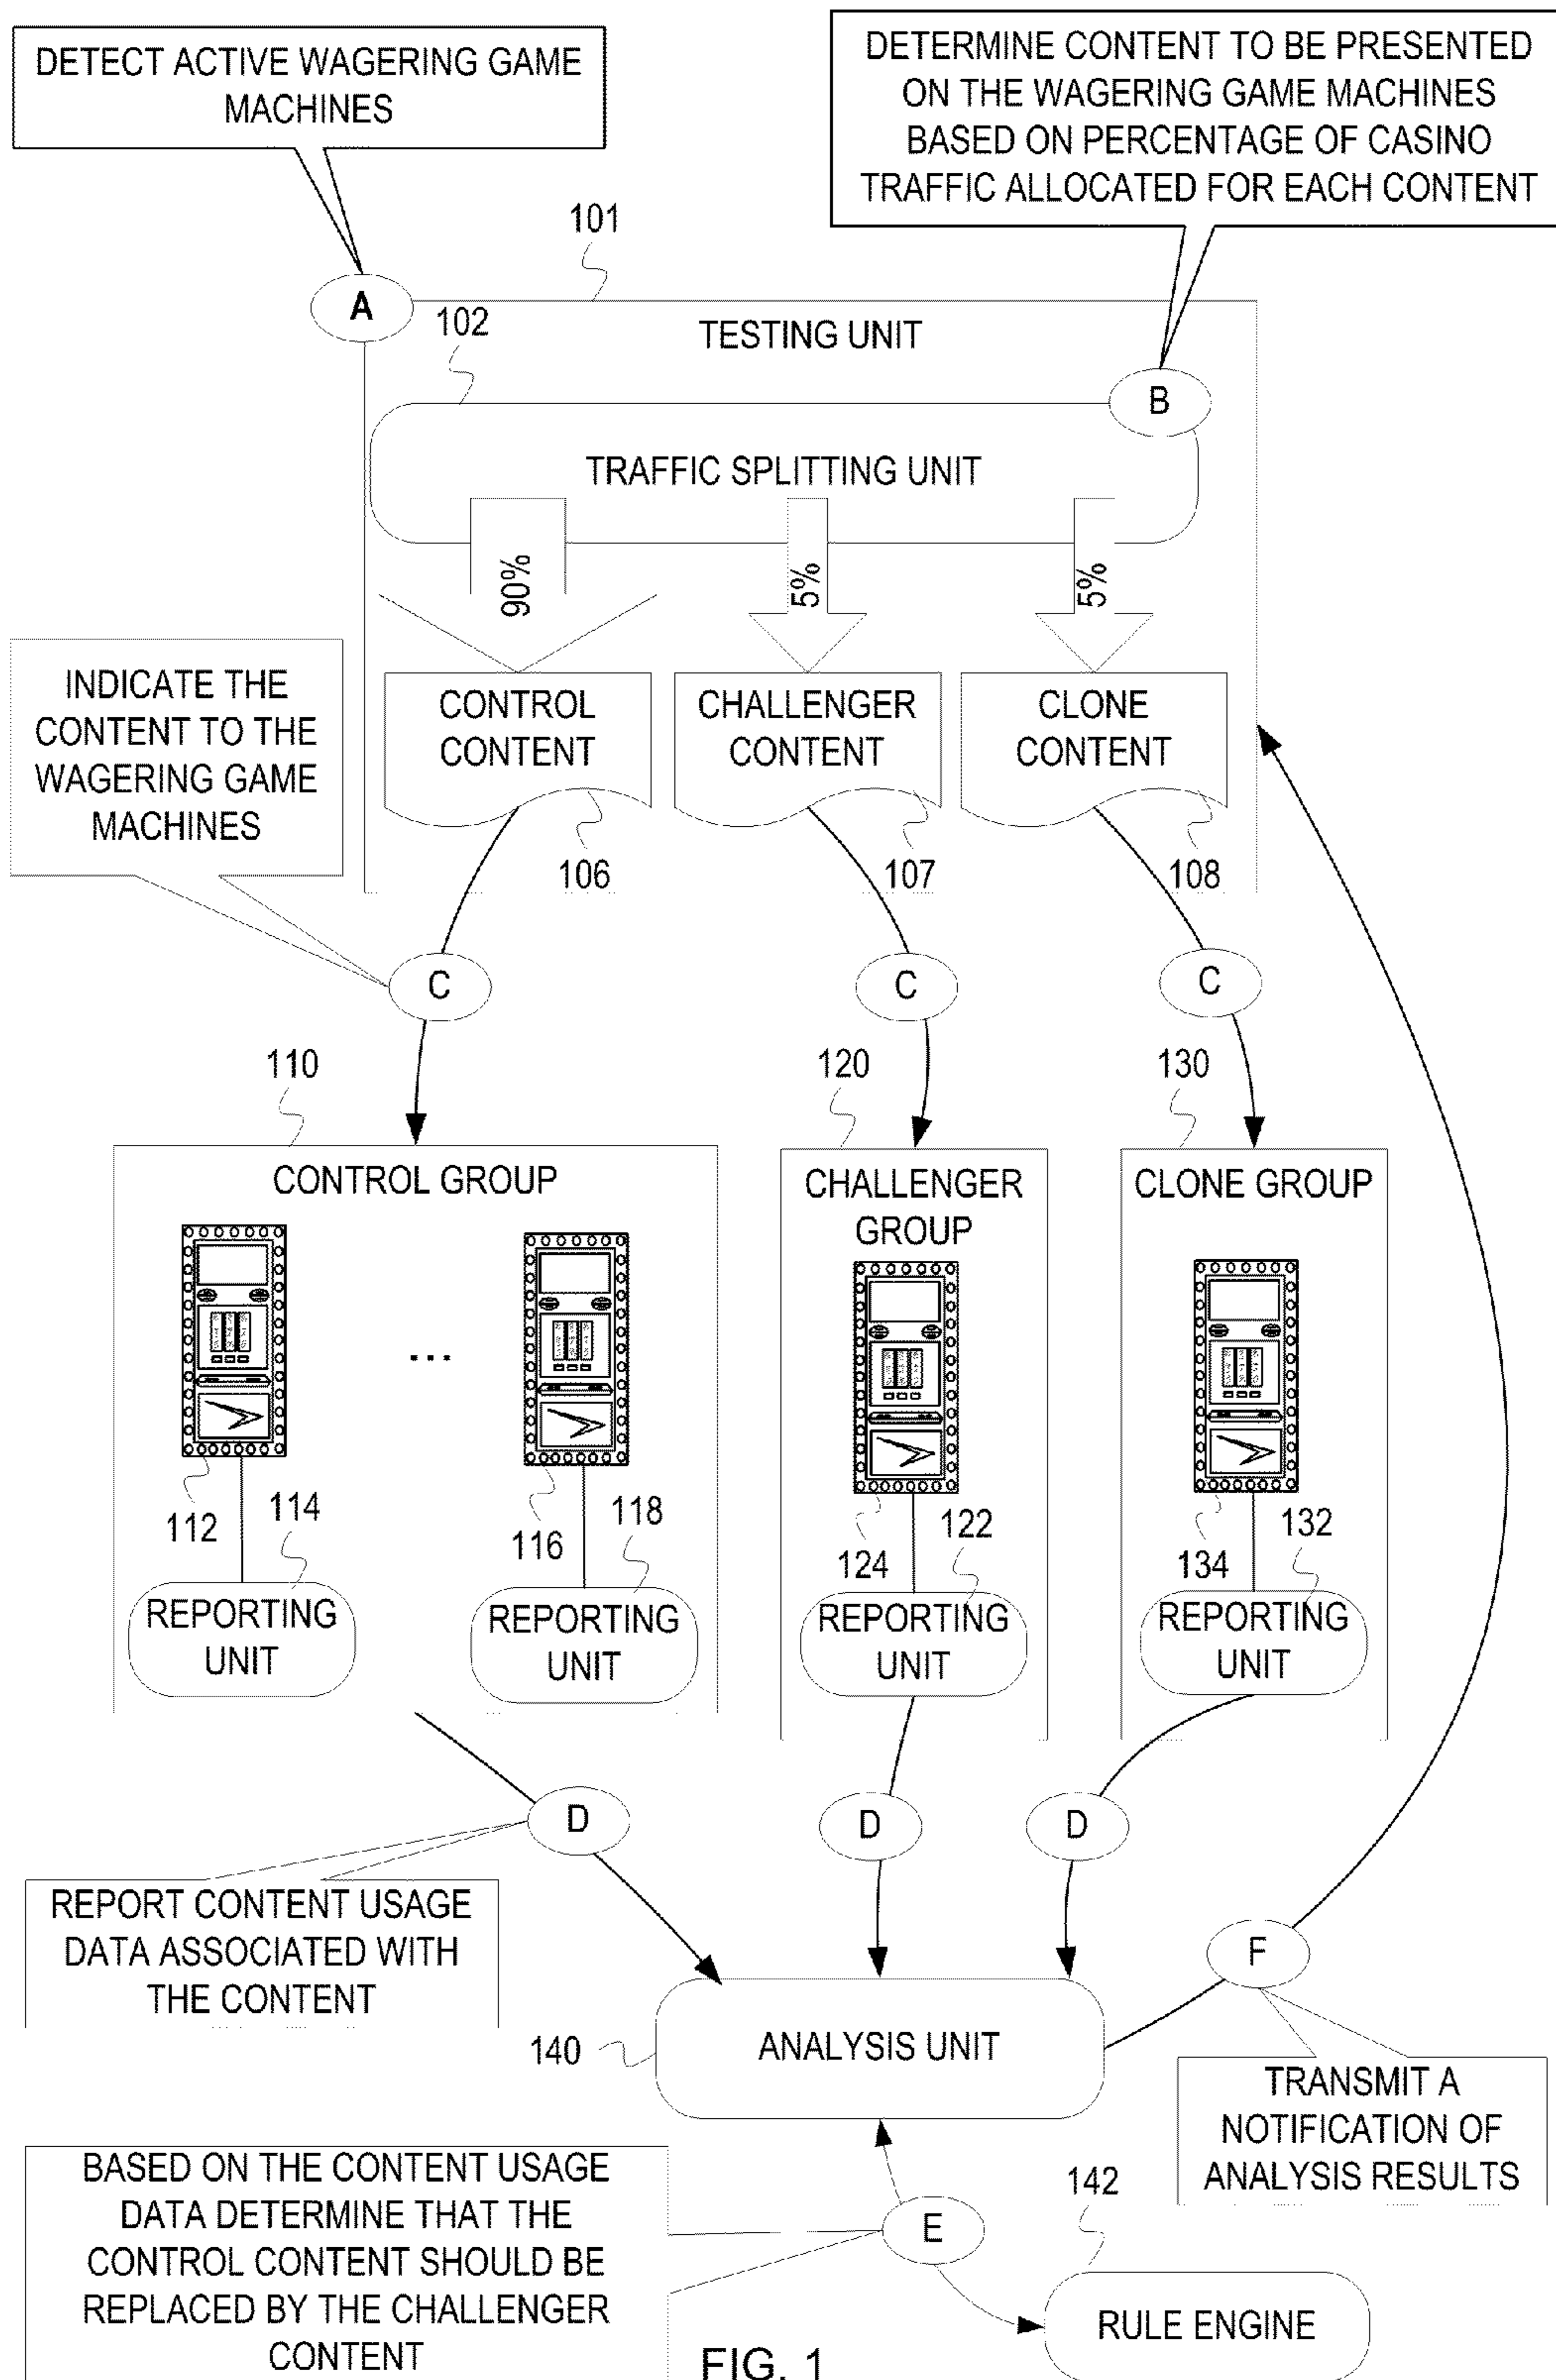 DETECT ACTIVE WAGERING GAME
MACHINES
DETERMINE CONTENT TO BE PRESENTED
ON THE WAGERING GAME MACHINES
BASED ON PERCENTAGE OF CASINO
TRAFFIC ALLOCATED FOR EACH CONTENT
101
A
102
TESTING UNIT
B
TRAFFIC SPLITTING UNIT
90%
5%
5%
INDICATE THE
CONTENT TO THE
WAGERING GAME
MACHINES
CONTROL
CONTENT
CHALLENGER
CONTENT
CLONE
CONTENT
106
107
108
C
C
C
110
120
130
CONTROL GROUP
CHALLENGER
GROUP
CLONE GROUP
...
112
114
116
118
124
122
134
132
REPORTING
UNIT
REPORTING
UNIT
REPORTING
UNIT
REPORTING
UNIT
D
D
D
REPORT CONTENT USAGE
DATA ASSOCIATED WITH
THE CONTENT
F
140
ANALYSIS UNIT
TRANSMIT A
NOTIFICATION OF
ANALYSIS RESULTS
BASED ON THE CONTENT USAGE
DATA DETERMINE THAT THE
CONTROL CONTENT SHOULD BE
REPLACED BY THE CHALLENGER
CONTENT
E
142
RULE ENGINE
FIG. 1